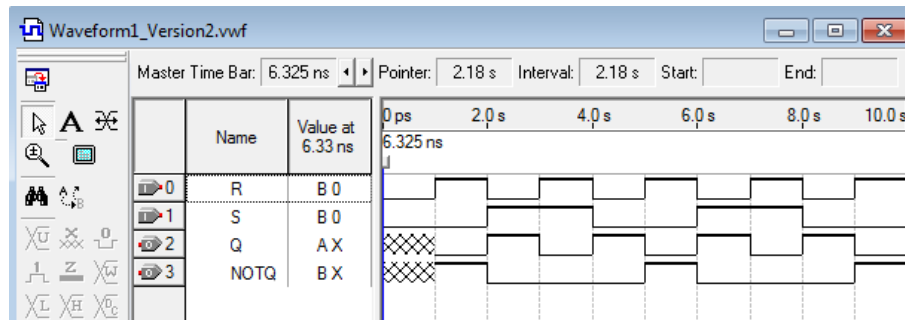 Waveform1_Version2.vwf
Master Time Bar: 6.325 ns Pointer: 2.18 s Interval: 2.18 s Start: End:
Name Value at 6.33 ns 0 ps 2.0 s 4.0 s 6.0 s 8.0 s 10.0 s
6.325 ns
0 R B 0
1 S B 0
2 Q A X
3 NOTQ B X